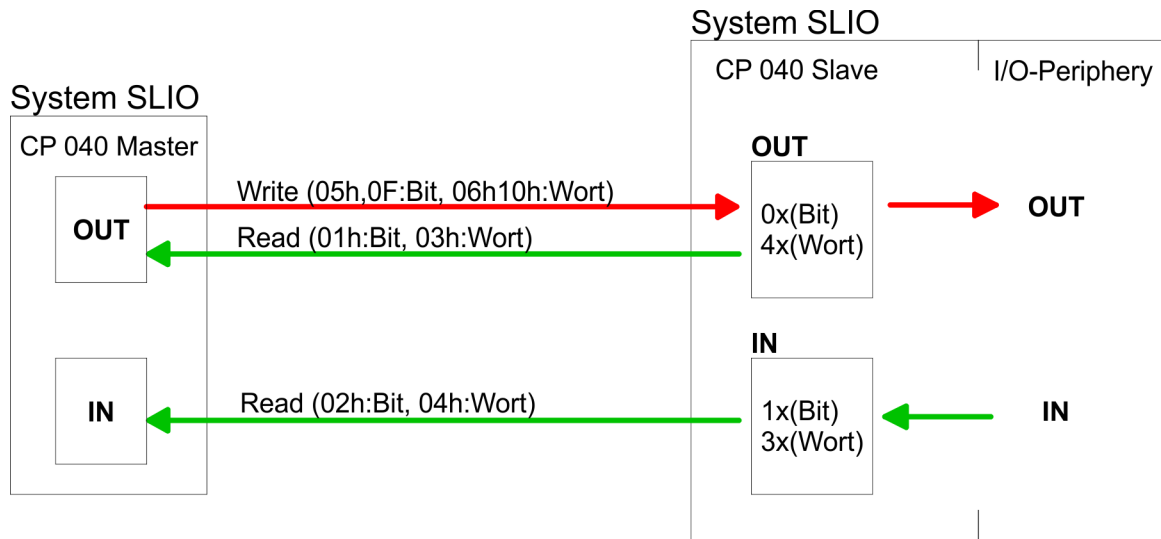 System SLIO
CP 040 Slave
I/O-Periphery
System SLIO
CP 040 Master
OUT
Write (05h,0F:Bit, 06h10h:Wort)
OUT
0x(Bit)
4x(Wort)
OUT
Read (01h:Bit, 03h:Wort)
IN
IN
Read (02h:Bit, 04h:Wort)
1x(Bit)
3x(Wort)
IN